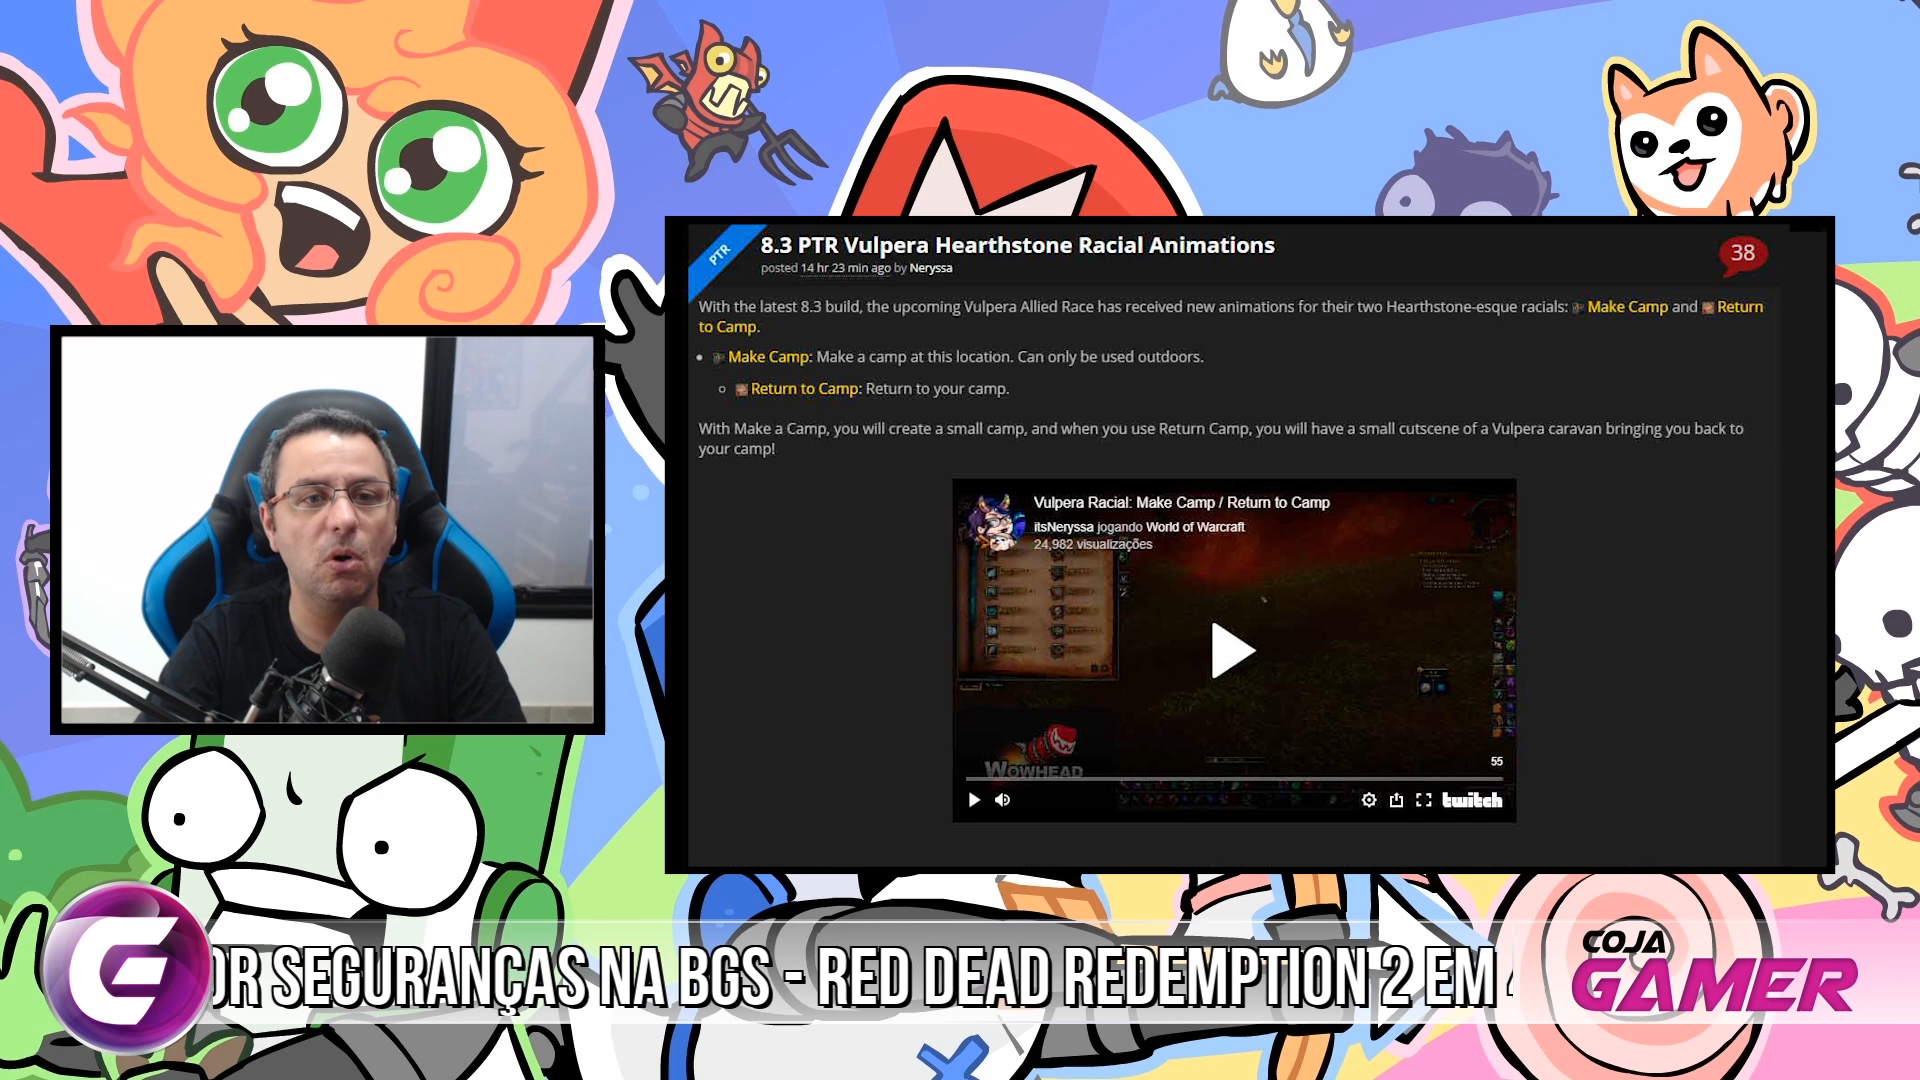 PTR
8.3 PTR Vulpera Hearthstone Racial Animations
posted 14 hr 23 min ago by Neryssa
38
With the latest 8.3 build, the upcoming Vulpera Allied Race has received new animations for their two Hearthstone-esque racials: Make Camp and Return
to Camp.
Make Camp: Make a camp at this location. Can only be used outdoors.
Return to Camp: Return to your camp.
With Make a Camp, you will create a small camp, and when you use Return Camp, you will have a small cutscene of a Vulpera caravan bringing you back to
your camp!
Vulpera Racial: Make Camp / Return to Camp
itsNeryssa jogando World of Warcraft
24,982 visualizações
WOWHEAD
55
twitch
OR SEGURANÇAS NA BGS - RED DEAD REDEMPTION 2 EM
COJA
GAMER